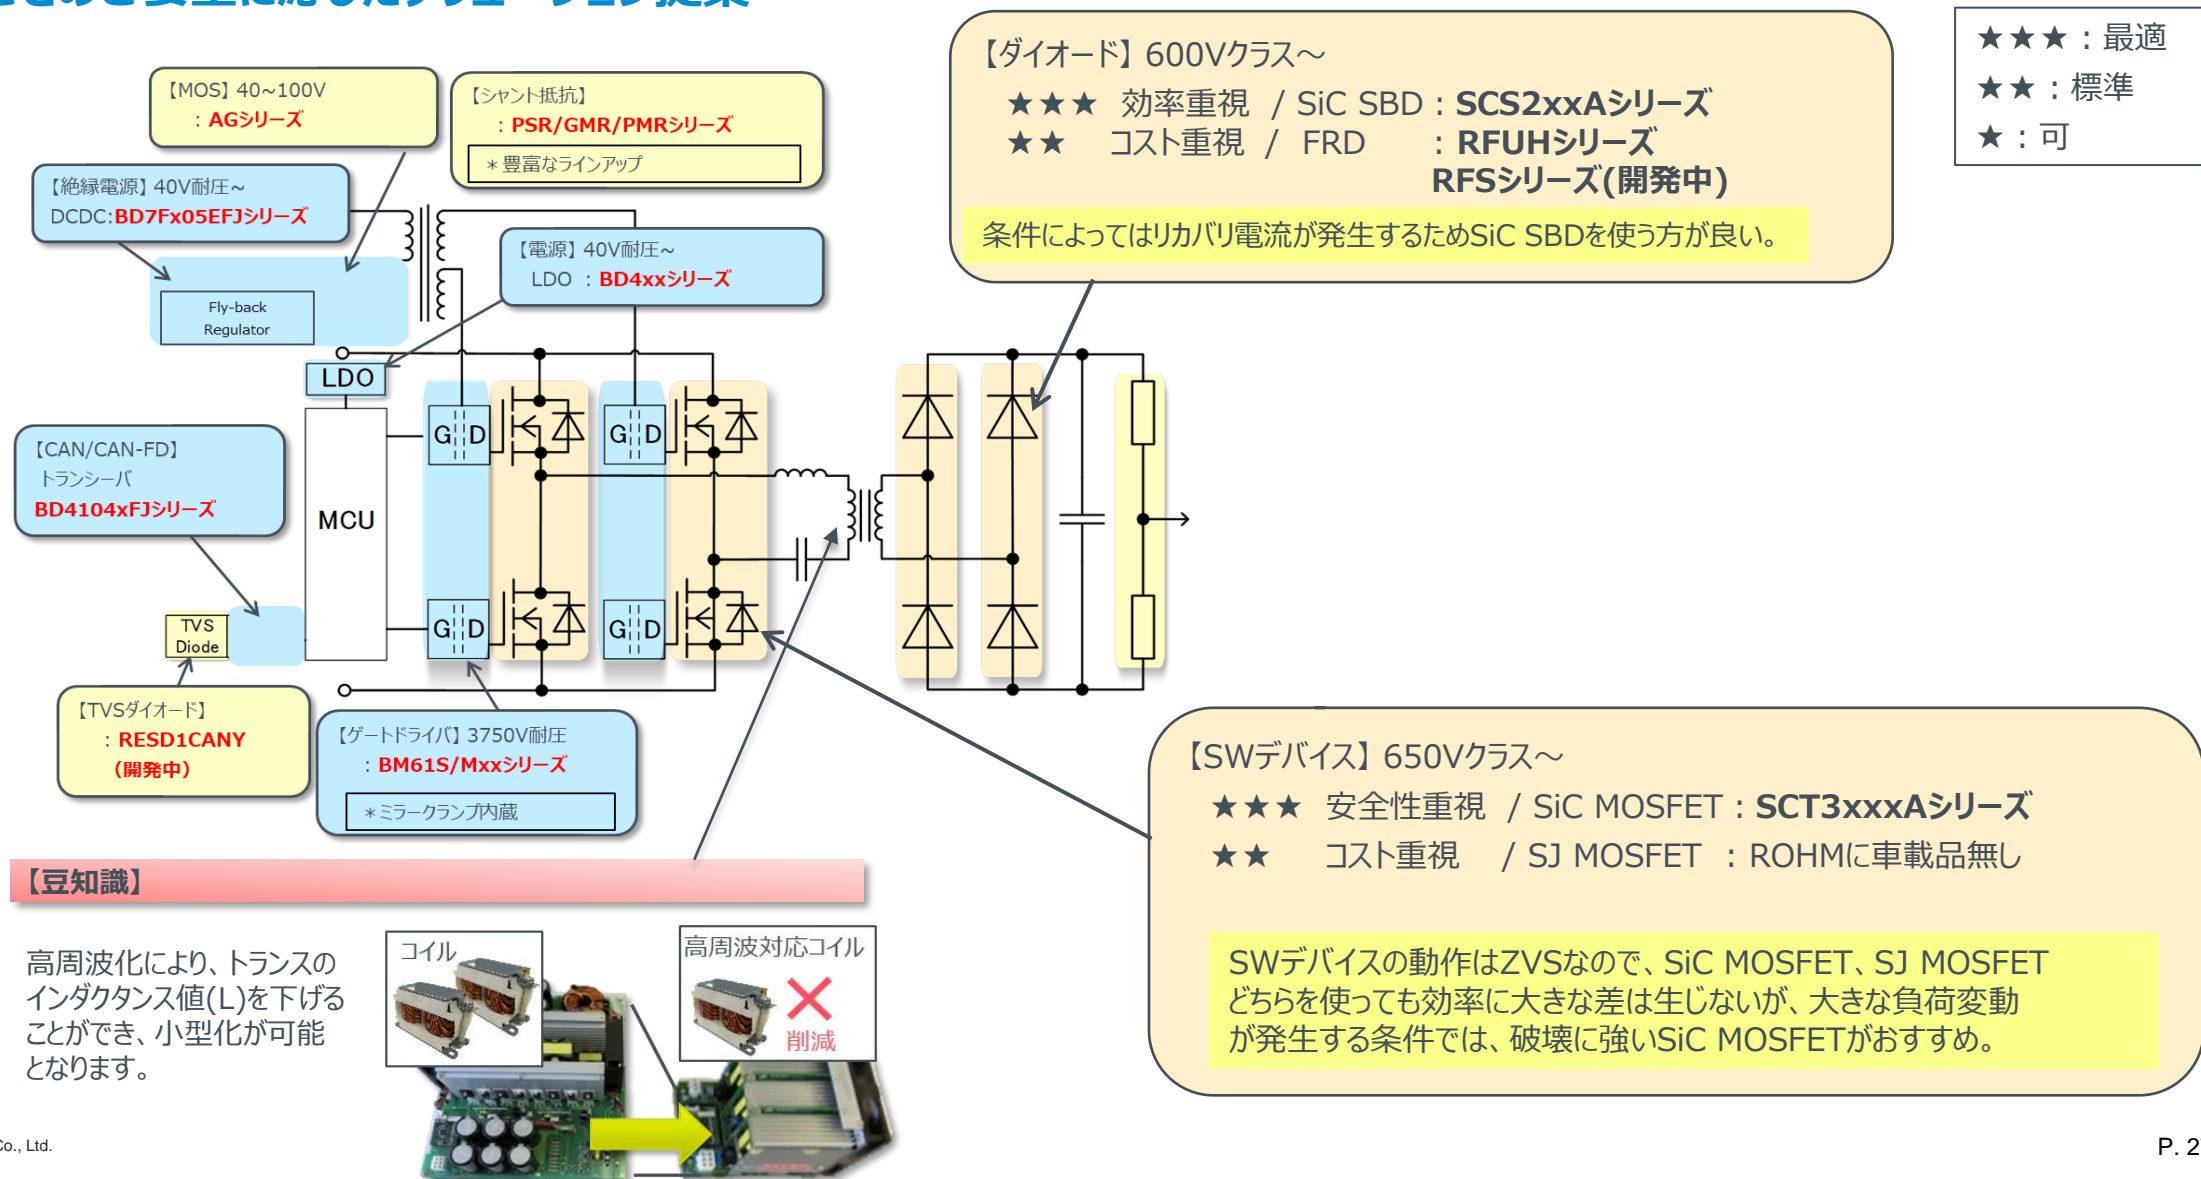 ソリューション提案
★★★：最適
★★：標準
★：可
【ダイオード】 600Vクラス～
★★★ 効率重視 / SiC SBD : SCS2xxAシリーズ
★★ コスト重視 / FRD : RFUHシリーズ
RFSシリーズ(開発中)
条件によってはリカバリ電流が発生するためSiC SBDを使う方が良い。
【MOS】 40~100V
: AGシリーズ
【シャント抵抗】
: PSR/GMR/PMRシリーズ
＊豊富なラインアップ
【絶縁電源】 40V耐圧~
DCDC:BD7Fx05EFJシリーズ
【電源】 40V耐圧~
LDO : BD4xxシリーズ
Fly-back
Regulator
LDO
G D
G D
【CAN/CAN-FD】
トランシーバ
BD4104xFJシリーズ
MCU
TVS
Diode
G D
G D
【TVSダイオード】
: RESD1CANY
（開発中）
【ゲートドライバ】 3750V耐圧
: BM61S/Mxxシリーズ
＊ミラークランプ内蔵
【SWデバイス】 650Vクラス～
★★★ 安全性重視 / SiC MOSFET : SCT3xxxAシリーズ
★★ コスト重視 / SJ MOSFET : ROHMに車載品無し
SWデバイスの動作はZVSなので、SiC MOSFET、SJ MOSFET
どちらを使っても効率に大きな差は生じないが、大きな負荷変動
が発生する条件では、破壊に強いSiC MOSFETがおすすめ。
【豆知識】
高周波化により、トランスの
インダクタンス値(L)を下げる
ことができ、小型化が可能
となります。
コイル
高周波対応コイル
削減
Co., Ltd.
P. 2